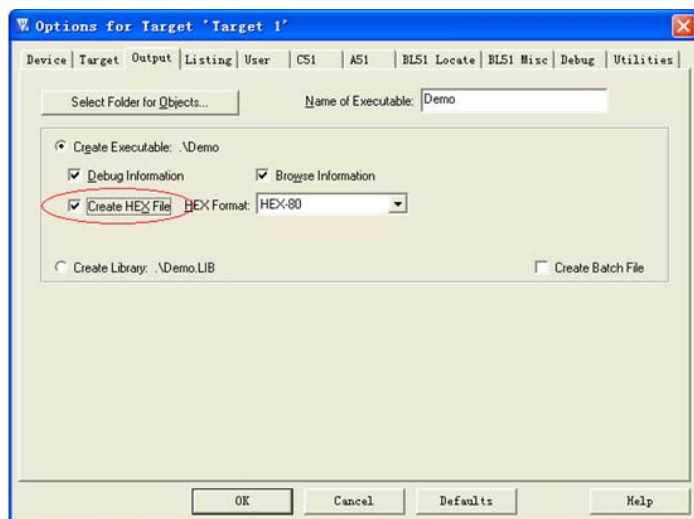 Options for Target 'Target 1'
Device Target Output Listing User C51 A51 BL51 Locate BL51 Misc Debug Utilities
Select Folder for Objects... Name of Executable: Demo
Create Executable: .\Demo
Debug Information Browse Information
Create HEX File HEX Format: HEX-80
Create Library: .\Demo.LIB Create Batch File
OK Cancel Defaults Help